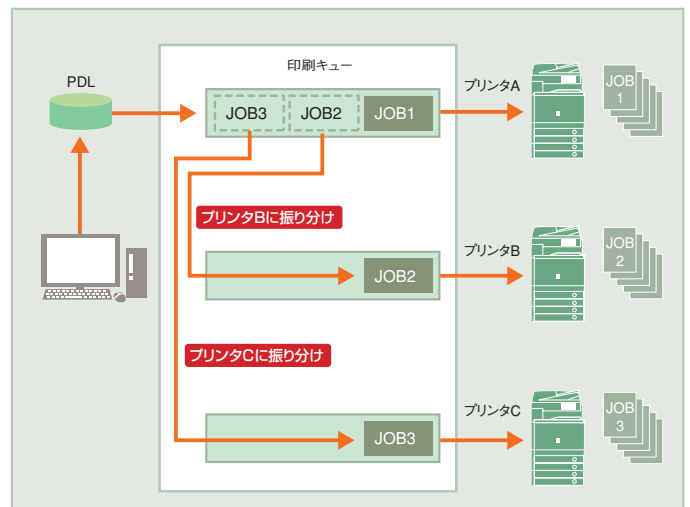 印刷キュー
PDL
JOB3
JOB2
JOB1
プリンタA
JOB
1
プリンタBに振り分け
JOB2
プリンタB
JOB
2
プリンタCに振り分け
JOB3
プリンタC
JOB
3